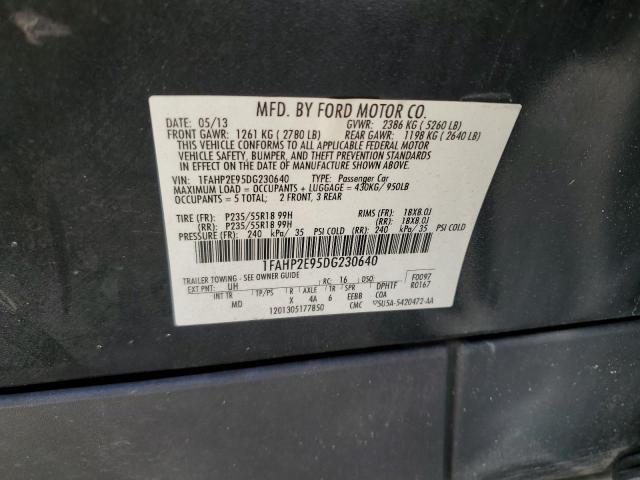 MFD. BY FORD MOTOR CO.
DATE: 05/13 GVWR: 2386 KG ( 5260 LB)
FRONT GAWR: 1261 KG ( 2780 LB) REAR GAWR: 1198 KG ( 2640 LB)
THIS VEHICLE CONFORMS TO ALL APPLICABLE FEDERAL MOTOR
VEHICLE SAFETY, BUMPER, AND THEFT PREVENTION STANDARDS
IN EFFECT ON THE DATE OF MANUFACTURE SHOWN ABOVE.
VIN: 1FAHP2E95DG230640 TYPE: Passenger Car
MAXIMUM LOAD = OCCUPANTS + LUGGAGE = 430KG/ 950LB
OCCUPANTS = 5 TOTAL; 2 FRONT, 3 REAR
TIRE (FR): P235/55R18 99H RIMS (FR): 18X8.0J
(RR): P235/55R18 99H (RR): 18X8.0J
PRESSURE (FR): 240 kPa/ 35 PSI COLD (RR): 240 kPa/ 35 PSI COLD
1FAHP2E95DG230640
TRAILER TOWING - SEE OWNER GUIDE F0097
EXT PNT: UH RC: 16 DSO: R0167
INT TR TP/PS R AXLE TR SPR DPHTF
MD X 4A 6 EEBB COA
1201305177850 CMC 5U5A-5420472-AA